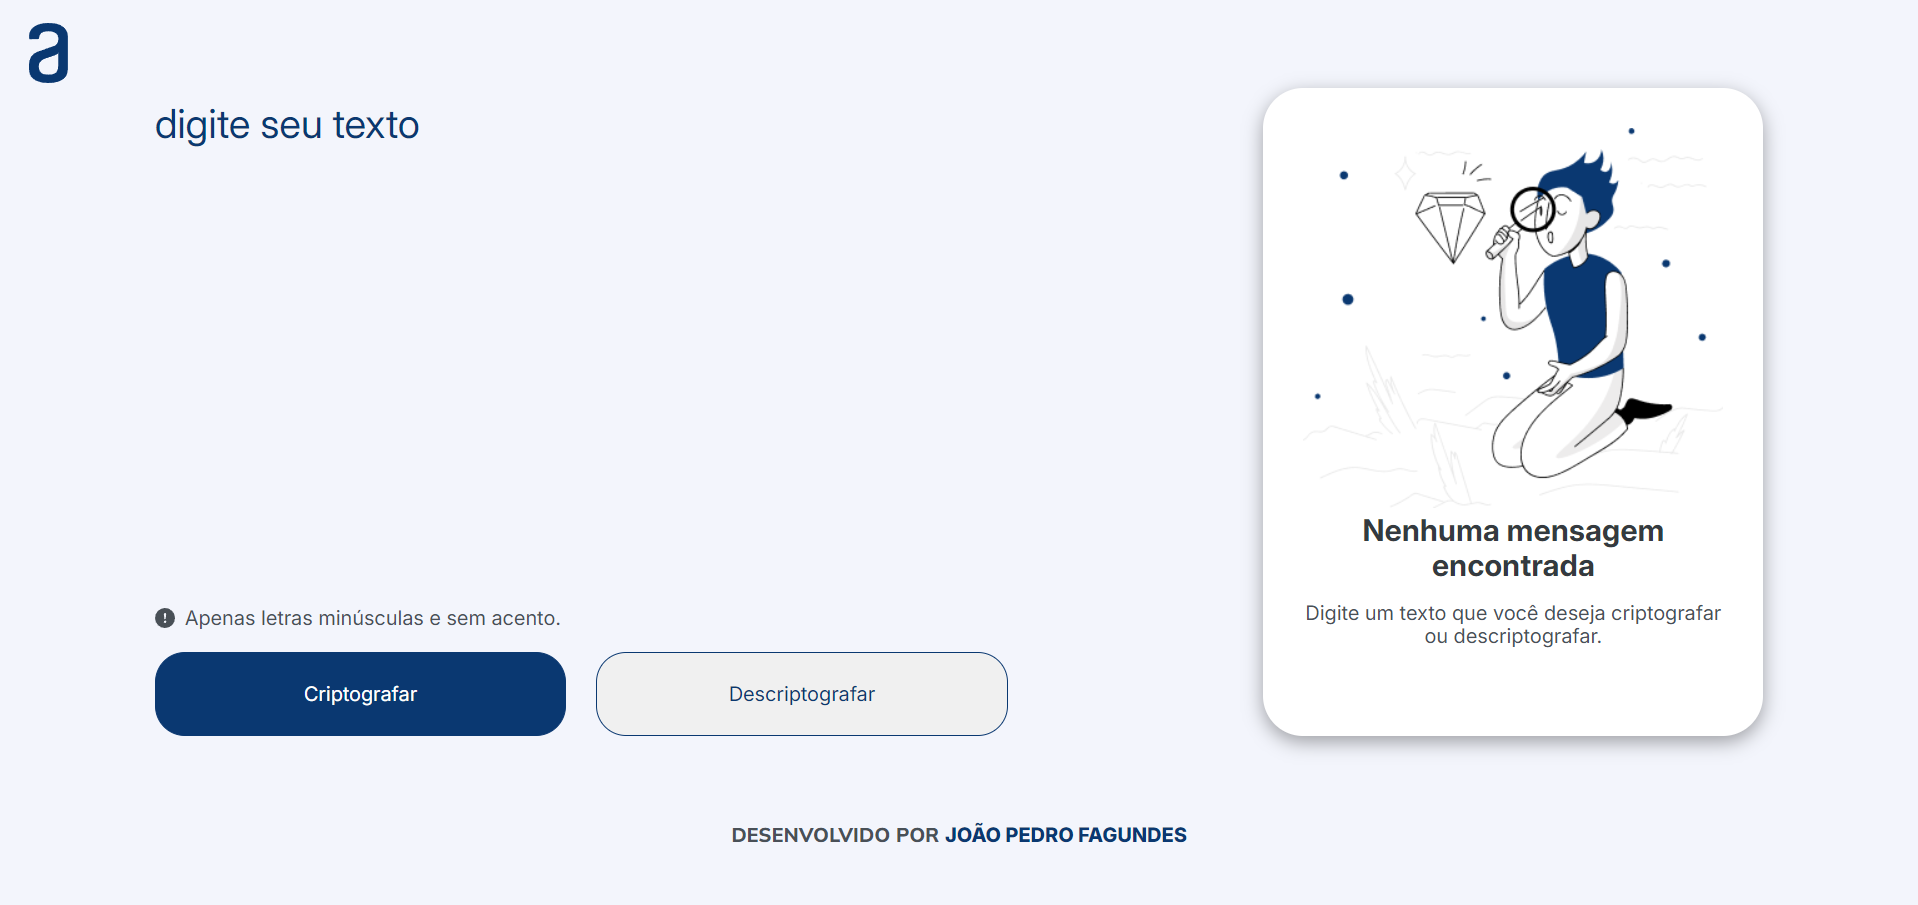 a
digite seu texto
Apenas letras minúsculas e sem acento.
Criptografar
Descriptografar
Nenhuma mensagem
encontrada
Digite um texto que você deseja criptografar
ou descriptografar.
DESENVOLVIDO POR JOÃO PEDRO FAGUNDES